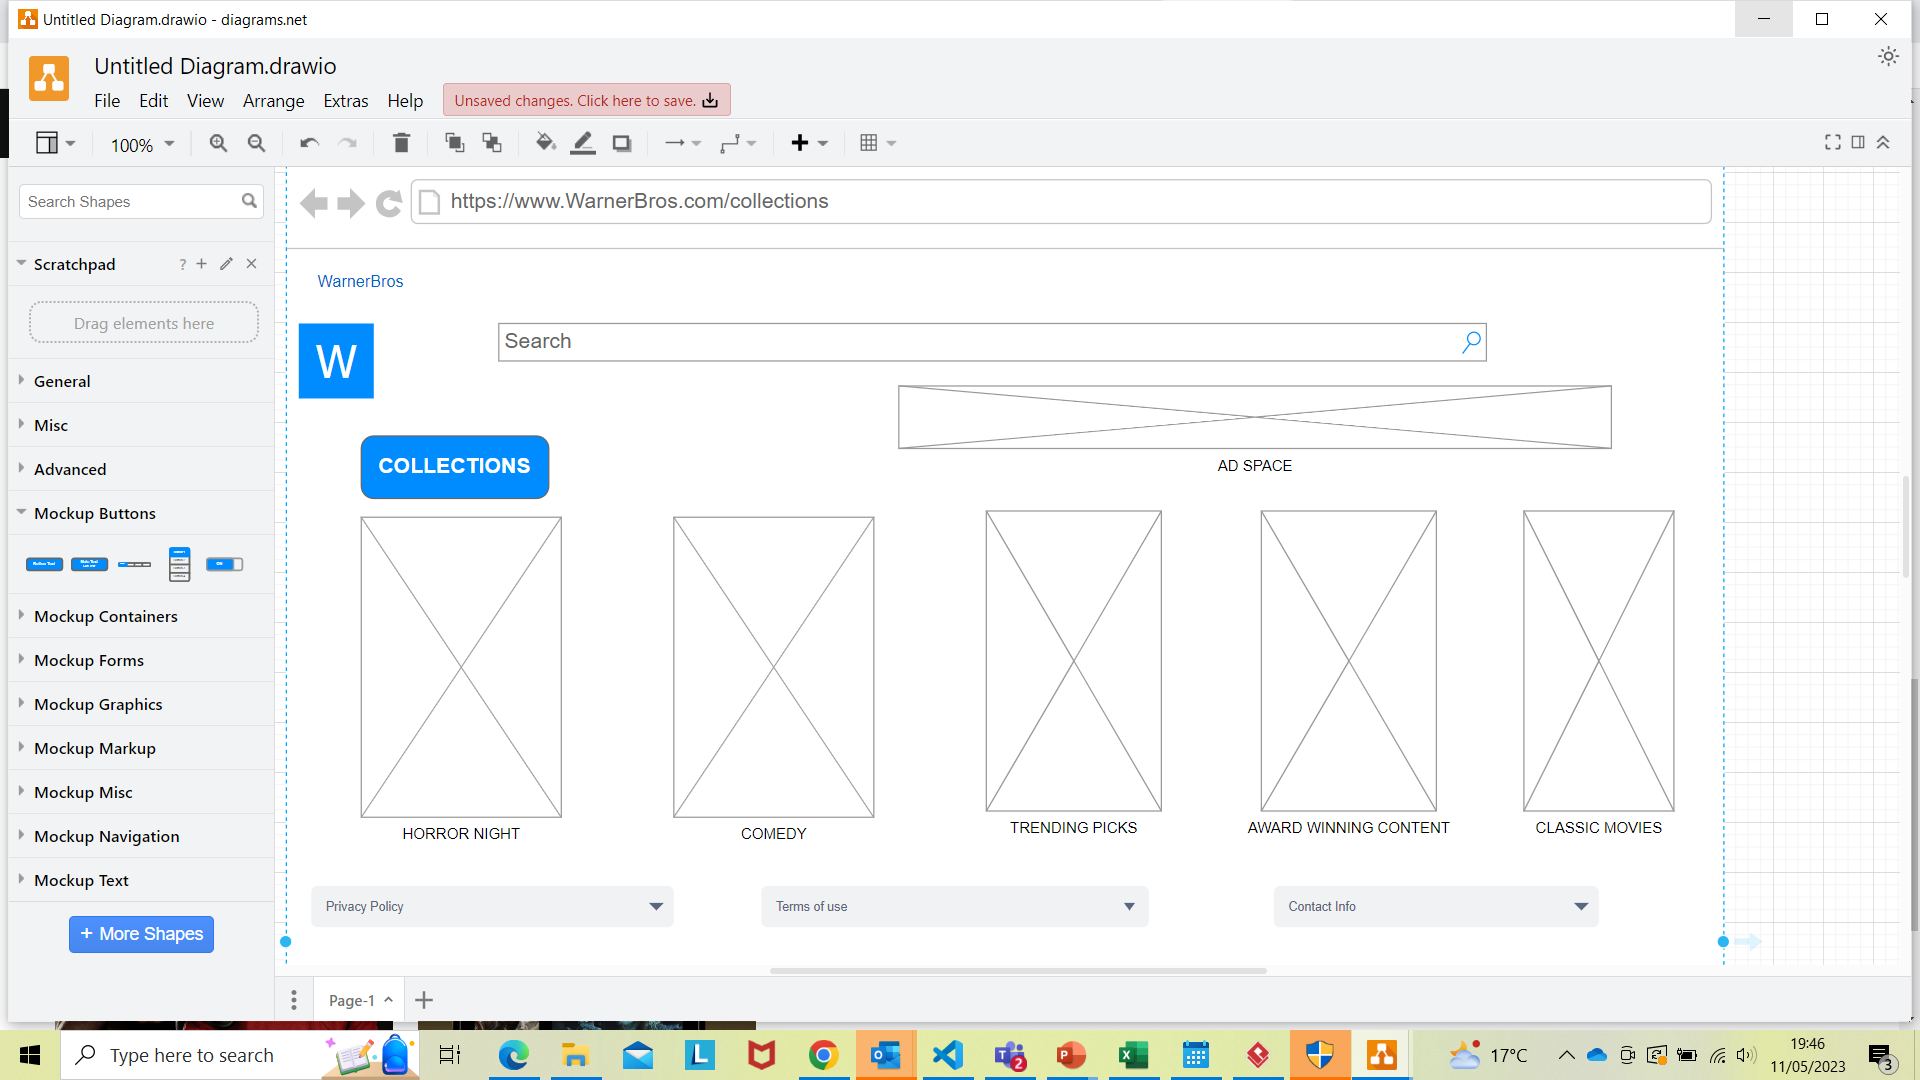 Untitled Diagram.drawio - diagrams.net
Untitled Diagram.drawio
File Edit View Arrange Extras Help
Unsaved changes. Click here to save.
100%
Search Shapes
https://www.WarnerBros.com/collections
Scratchpad
?
WarnerBros
Drag elements here
W
Search
General
Misc
COLLECTIONS
AD SPACE
Advanced
Mockup Buttons
ON
Mockup Containers
Mockup Forms
Mockup Graphics
Mockup Markup
Mockup Misc
Mockup Navigation
Mockup Text
HORROR NIGHT
COMEDY
TRENDING PICKS
AWARD WINNING CONTENT
CLASSIC MOVIES
Privacy Policy
Terms of use
Contact Info
+ More Shapes
Page-1
Type here to search
L
2
17°C
19:46
11/05/2023
3